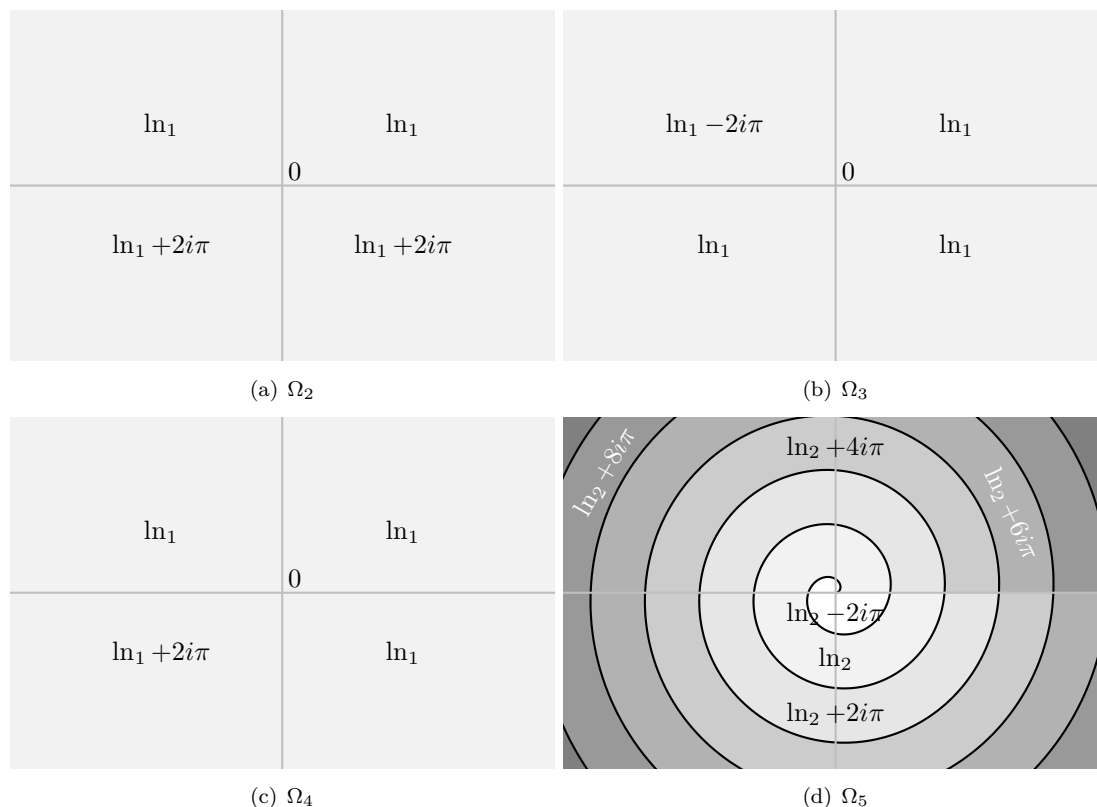 ln₁ ln₁
0
ln₁ +2iπ ln₁ +2iπ
(a) Ω₂
ln₁ −2iπ ln₁
0
ln₁ ln₁
(b) Ω₃
ln₁ ln₁
0
ln₁ +2iπ ln₁
(c) Ω₄
ln₂ +8iπ
ln₂ +4iπ
ln₂ +6iπ
ln₂ −2iπ
ln₂
ln₂ +2iπ
(d) Ω₅